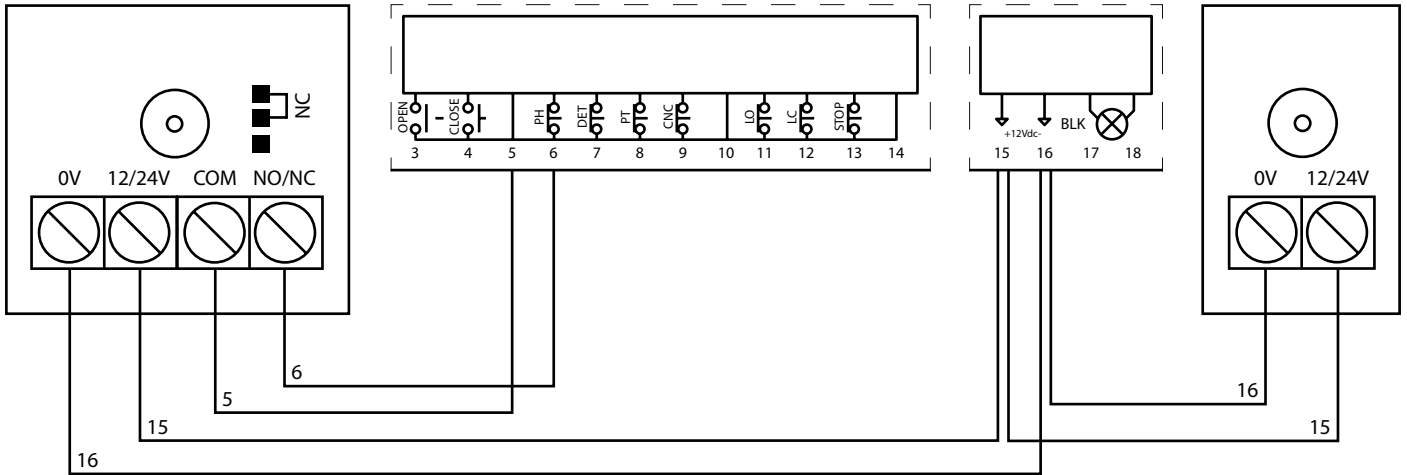 NC
0V 12/24V COM NO/NC
OPEN CLOSE PH DET PT CNC LO LC STOP
3 4 5 6 7 8 9 10 11 12 13 14
+12Vdc- BLK
15 16 17 18
0V 12/24V
6
5
15
16
16
15